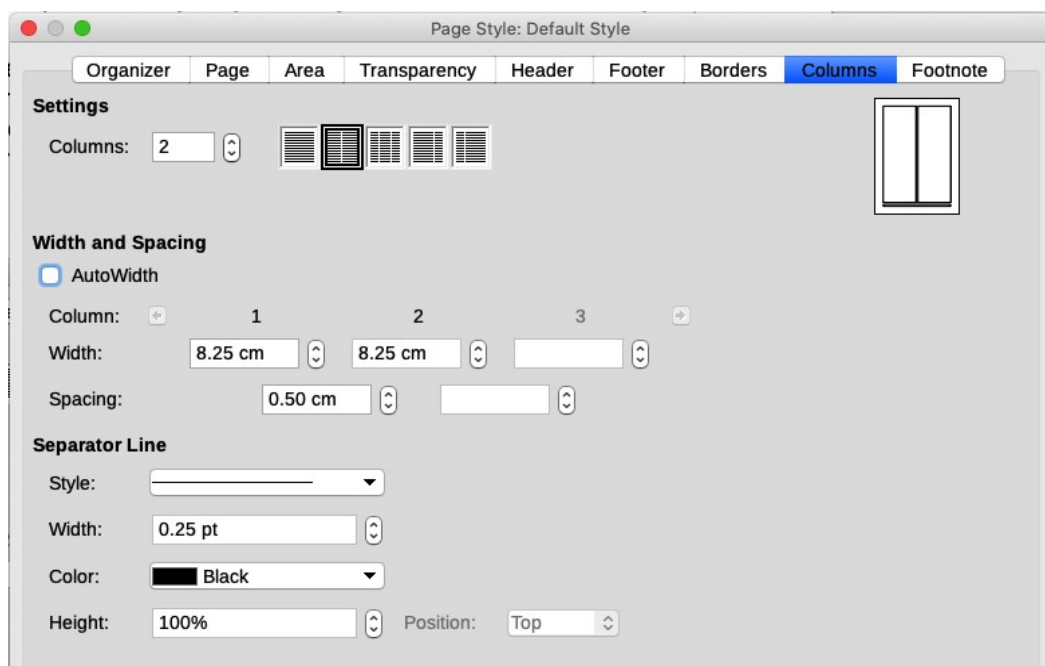 Page Style: Default Style
Organizer Page Area Transparency Header Footer Borders Columns Footnote
Settings
Columns: 2
Width and Spacing
AutoWidth
Column: 1 2 3
Width: 8.25 cm 8.25 cm
Spacing: 0.50 cm
Separator Line
Style:
Width: 0.25 pt
Color: Black
Height: 100% Position: Top